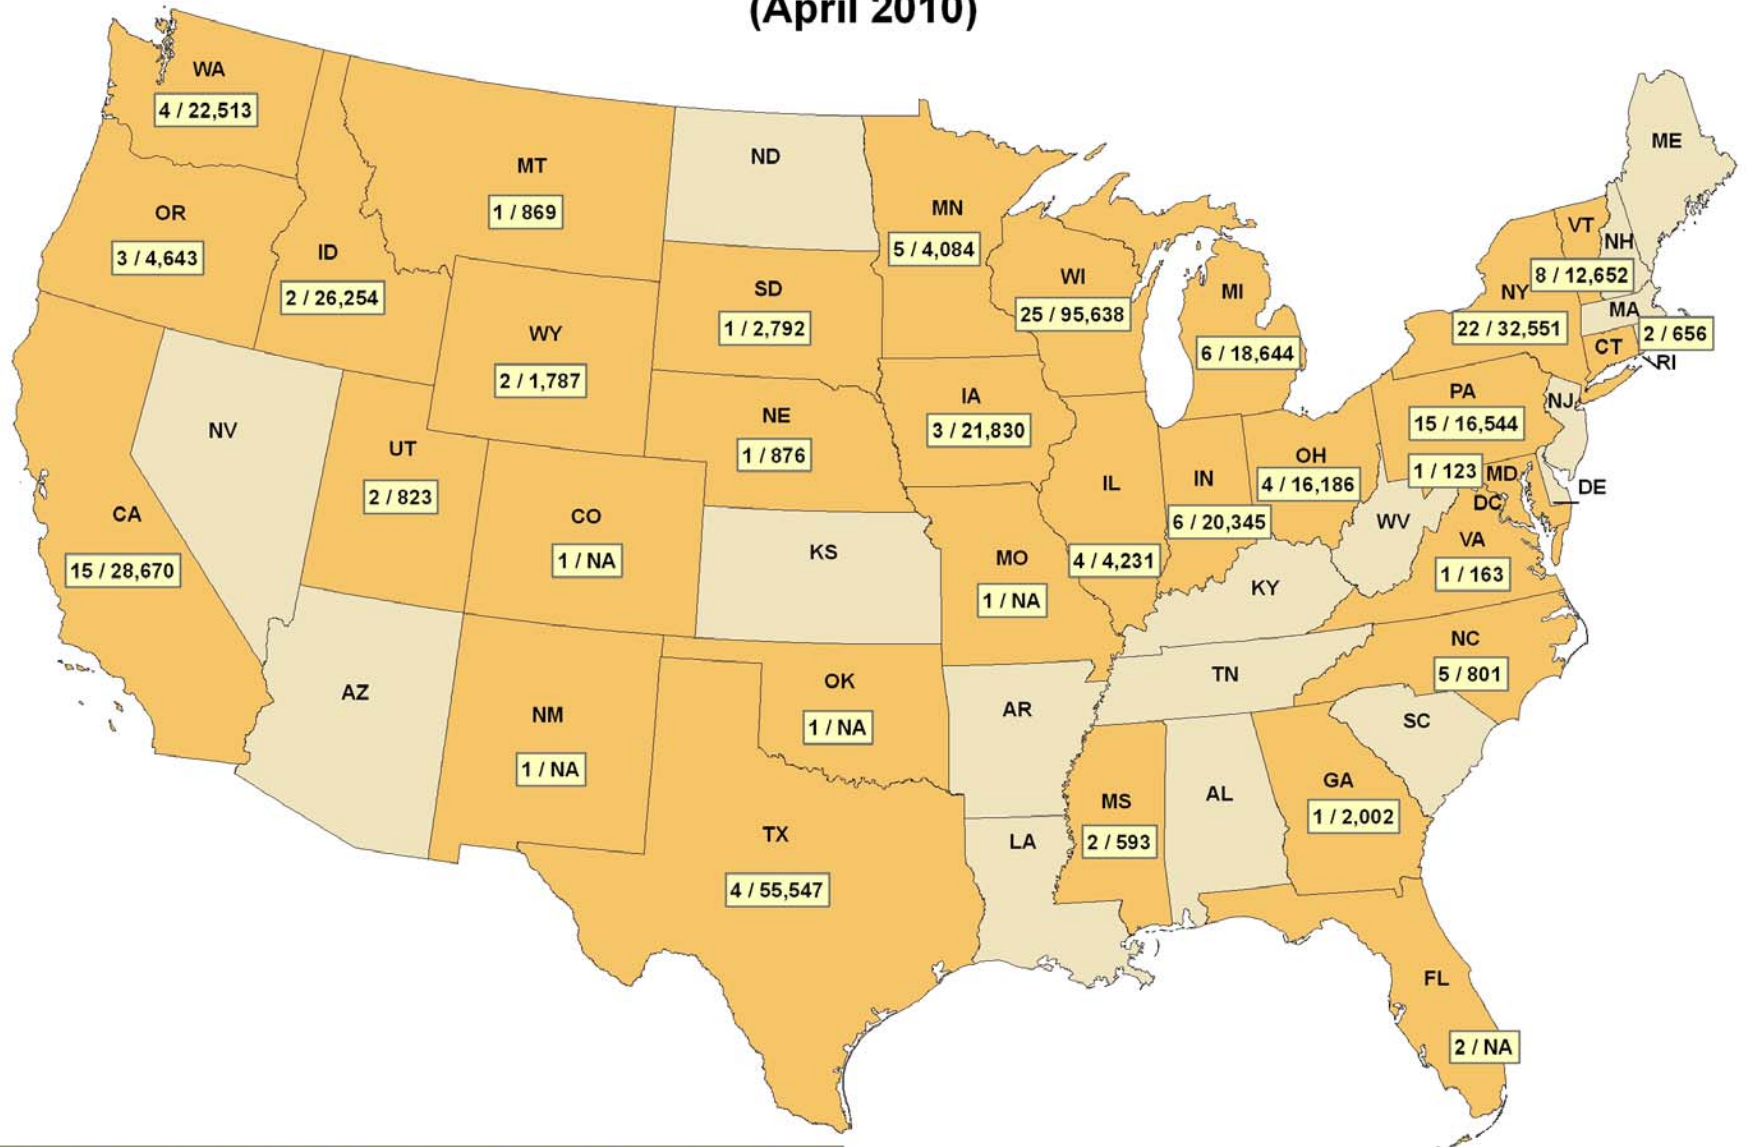 (April 2010)
WA
4 / 22,513
OR
3 / 4,643
ID
2 / 26,254
MT
1 / 869
ND
MN
5 / 4,084
WI
25 / 95,638
MI
6 / 18,644
ME
VT
8 / 12,652
NH
NY
22 / 32,551
MA
2 / 656
CT
RI
SD
1 / 2,792
WY
2 / 1,787
NE
1 / 876
IA
3 / 21,830
PA
15 / 16,544
NJ
1 / 123
MD
DE
DC
OH
4 / 16,186
IN
6 / 20,345
IL
4 / 4,231
WV
VA
1 / 163
KY
NV
UT
2 / 823
CA
15 / 28,670
CO
1 / NA
KS
MO
1 / NA
NC
5 / 801
TN
SC
AZ
NM
1 / NA
OK
1 / NA
AR
MS
2 / 593
AL
GA
1 / 2,002
TX
4 / 55,547
LA
FL
2 / NA